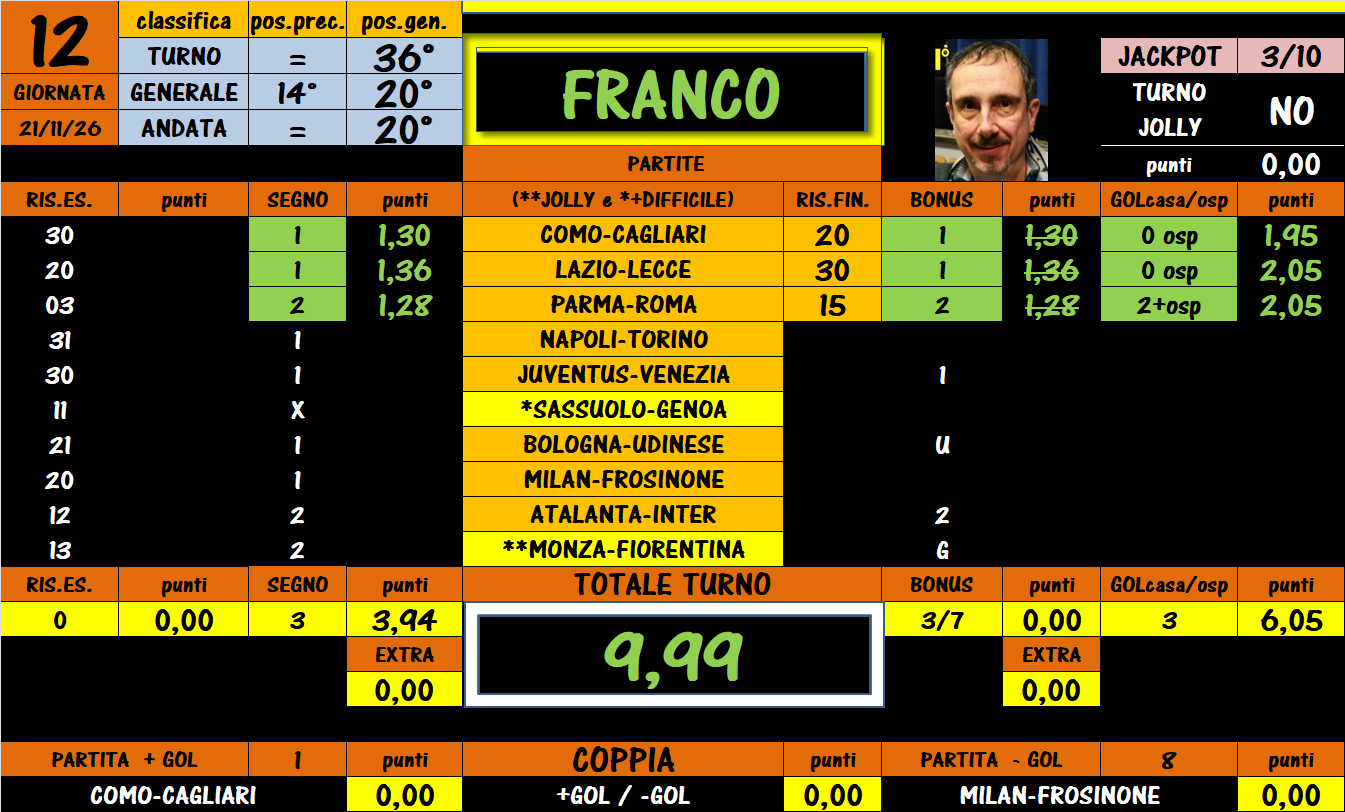 12 classifica pos.prec. pos.gen.
TURNO = 36°
FRANCO
JACKPOT 3/10
GIORNATA GENERALE 14° 20°
TURNO JOLLY NO
21/11/26 ANDATA = 20°
PARTITE
punti 0,00
RIS.ES. punti SEGNO punti (**JOLLY e *+DIFFICILE) RIS.FIN. BONUS punti GOLcasa/osp punti
30 1 1,30 COMO-CAGLIARI 20 1 1,30 0 osp 1,95
20 1 1,36 LAZIO-LECCE 30 1 1,36 0 osp 2,05
03 2 1,28 PARMA-ROMA 15 2 1,28 2+osp 2,05
31 1 NAPOLI-TORINO
30 1 JUVENTUS-VENEZIA 1
11 X *SASSUOLO-GENOA
21 1 BOLOGNA-UDINESE U
20 1 MILAN-FROSINONE
12 2 ATALANTA-INTER 2
13 2 **MONZA-FIORENTINA G
RIS.ES. punti SEGNO punti TOTALE TURNO BONUS punti GOLcasa/osp punti
0 0,00 3 3,94 9,99 3/7 0,00 3 6,05
EXTRA EXTRA
0,00 0,00
PARTITA + GOL 1 punti COPPIA punti PARTITA - GOL 8 punti
COMO-CAGLIARI 0,00 +GOL / -GOL 0,00 MILAN-FROSINONE 0,00